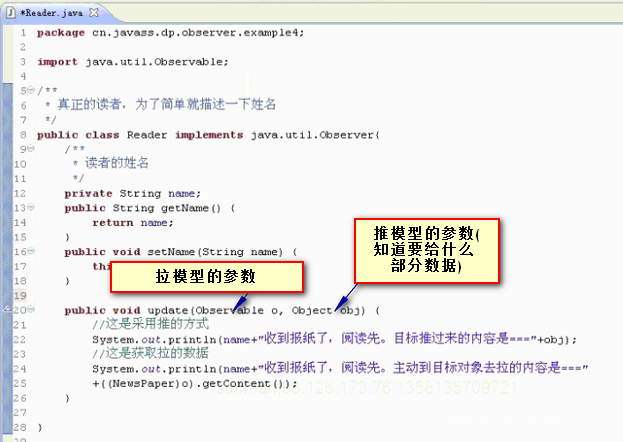 *Reader.java
1 package cn.javass.dp.observer.example4;
2
3 import java.util.Observable;
4
5 /**
6 * 真正的读者，为了简单就描述一下姓名
7 */
8 public class Reader implements java.util.Observer{
9 /**
10 * 读者的姓名
11 */
12 private String name;
13 public String getName() {
14 return name;
15 }
16 public void setName(String name) {
17 thi
18 }
19
20 public void update(Observable o, Object obj) {
21 //这是采用推的方式
22 System.out.println(name+"收到报纸了，阅读先。目标推过来的内容是==="+obj);
23 //这是获取拉的数据
24 System.out.println(name+"收到报纸了，阅读先。主动到目标对象去拉的内容是==="
25 +((NewsPaper)o).getContent());
26 }
27
28 }
29
拉模型的参数
推模型的参数(
知道要给什么
部分数据)